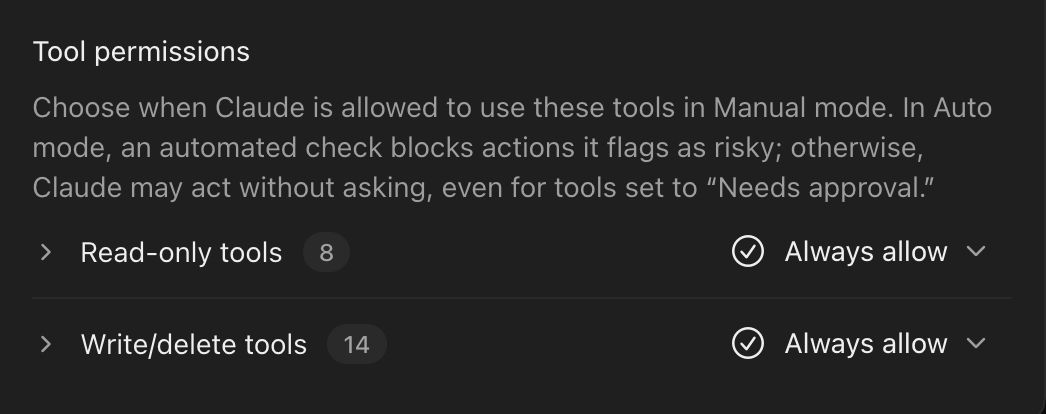 Tool permissions
Choose when Claude is allowed to use these tools in Manual mode. In Auto
mode, an automated check blocks actions it flags as risky; otherwise,
Claude may act without asking, even for tools set to “Needs approval.”
Read-only tools 8 Always allow
Write/delete tools 14 Always allow